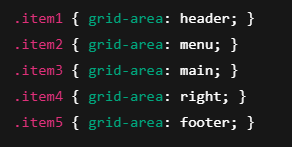 .item1 { grid-area: header; }
.item2 { grid-area: menu; }
.item3 { grid-area: main; }
.item4 { grid-area: right; }
.item5 { grid-area: footer; }